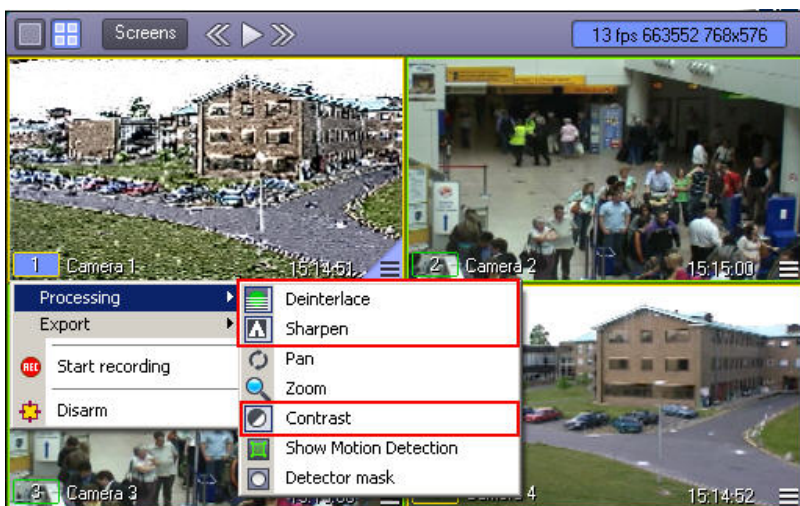 Screens
13 fps 663552 768x576
1 Camera 1 15:14:51
2 Camera 2 15:15:00
Processing
Export
Start recording
Disarm
Deinterlace
Sharpen
Pan
Zoom
Contrast
Show Motion Detection
Detector mask
REC
3 Camera 3
4 15:14:52